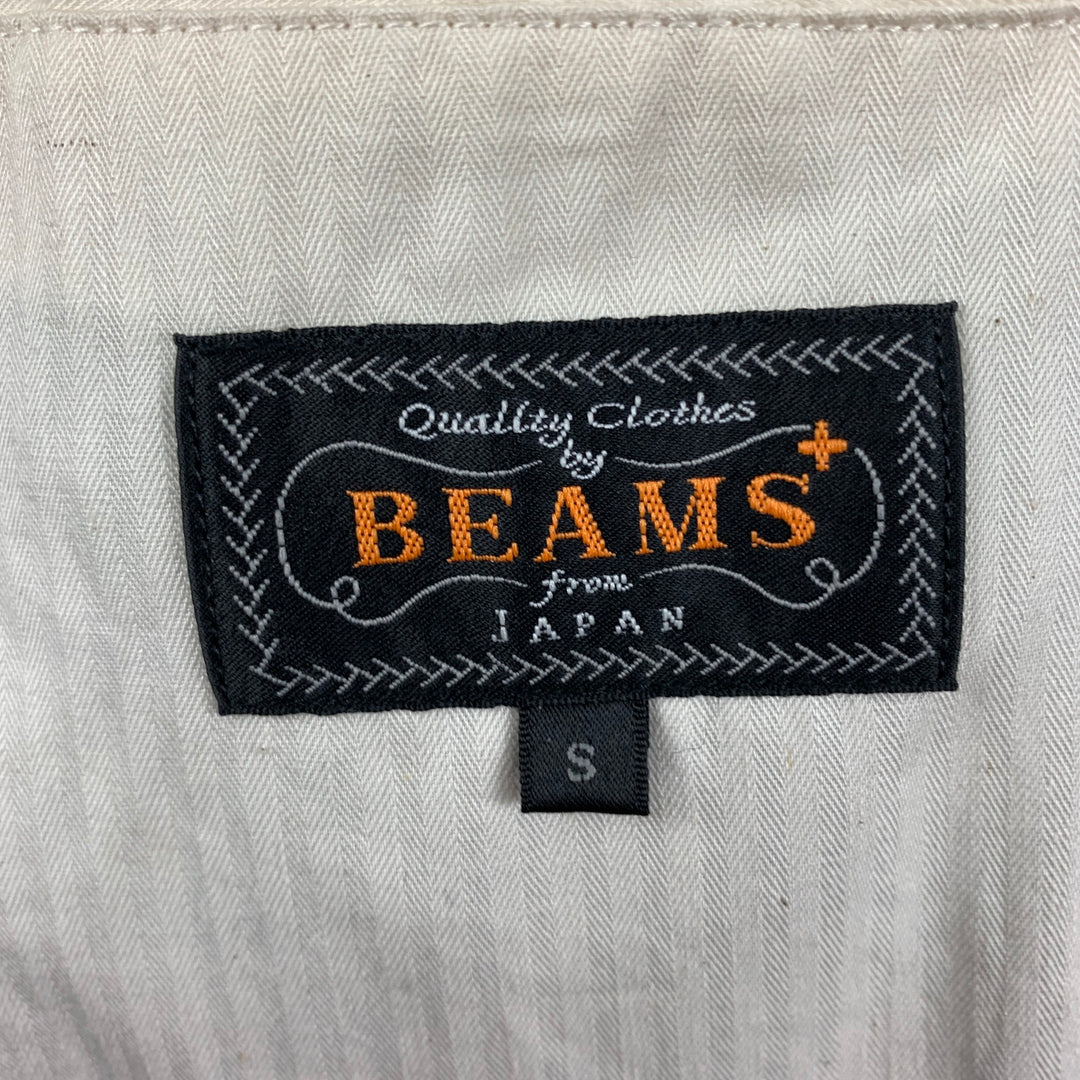 Quality Clothes
by
BEAMS+
from
JAPAN
S